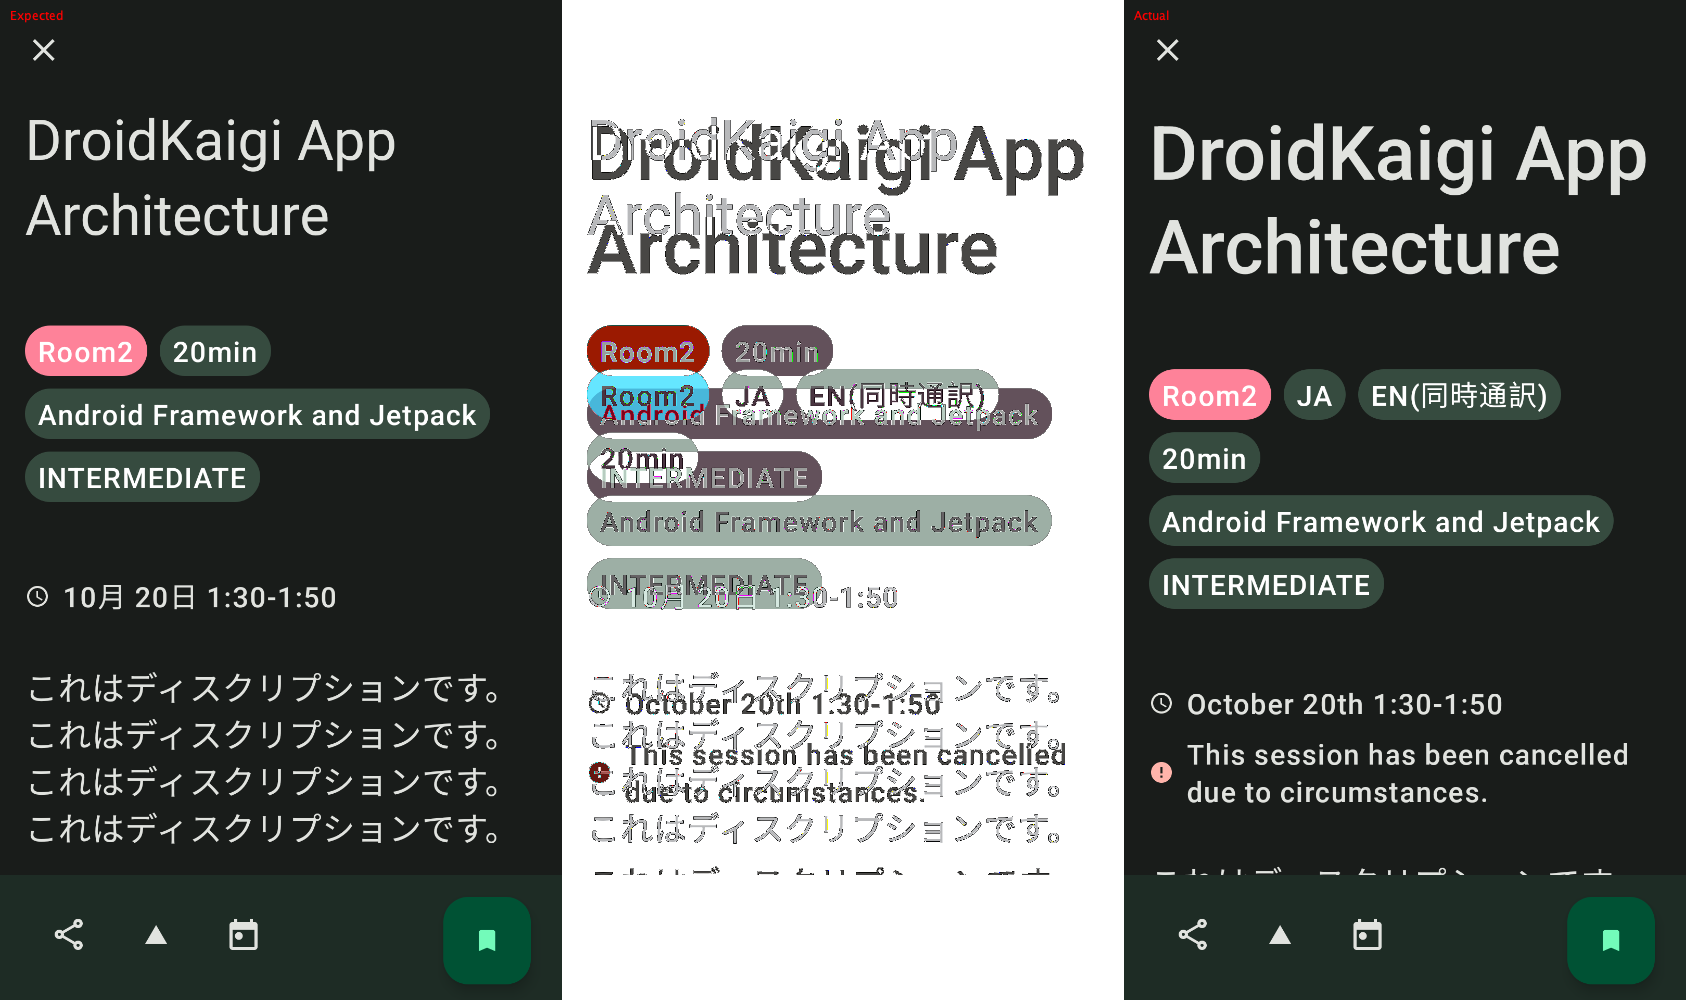 Expected
DroidKaigi App
Architecture
Room2 20min
Android Framework and Jetpack
INTERMEDIATE
10月 20日 1:30-1:50
これはディスクリプションです。
これはディスクリプションです。
これはディスクリプションです。
これはディスクリプションです。
DroidKaigi App
DroidKaigi App
Architecture
Architecture
Room2 20min
Room2 JA EN(同時通訳)
Android Framework and Jetpack
20min
INTERMEDIATE
Android Framework and Jetpack
INTERMEDIATE
10月 20日 1:30-1:50
これはディスクリプションです。
October 20th 1:30-1:50
これはディスクリプションです。
This session has been cancelled
これはディスクリプションです。
due to circumstances.
これはディスクリプションです。
Actual
DroidKaigi App
Architecture
Room2 JA EN(同時通訳)
20min
Android Framework and Jetpack
INTERMEDIATE
October 20th 1:30-1:50
This session has been cancelled
due to circumstances.